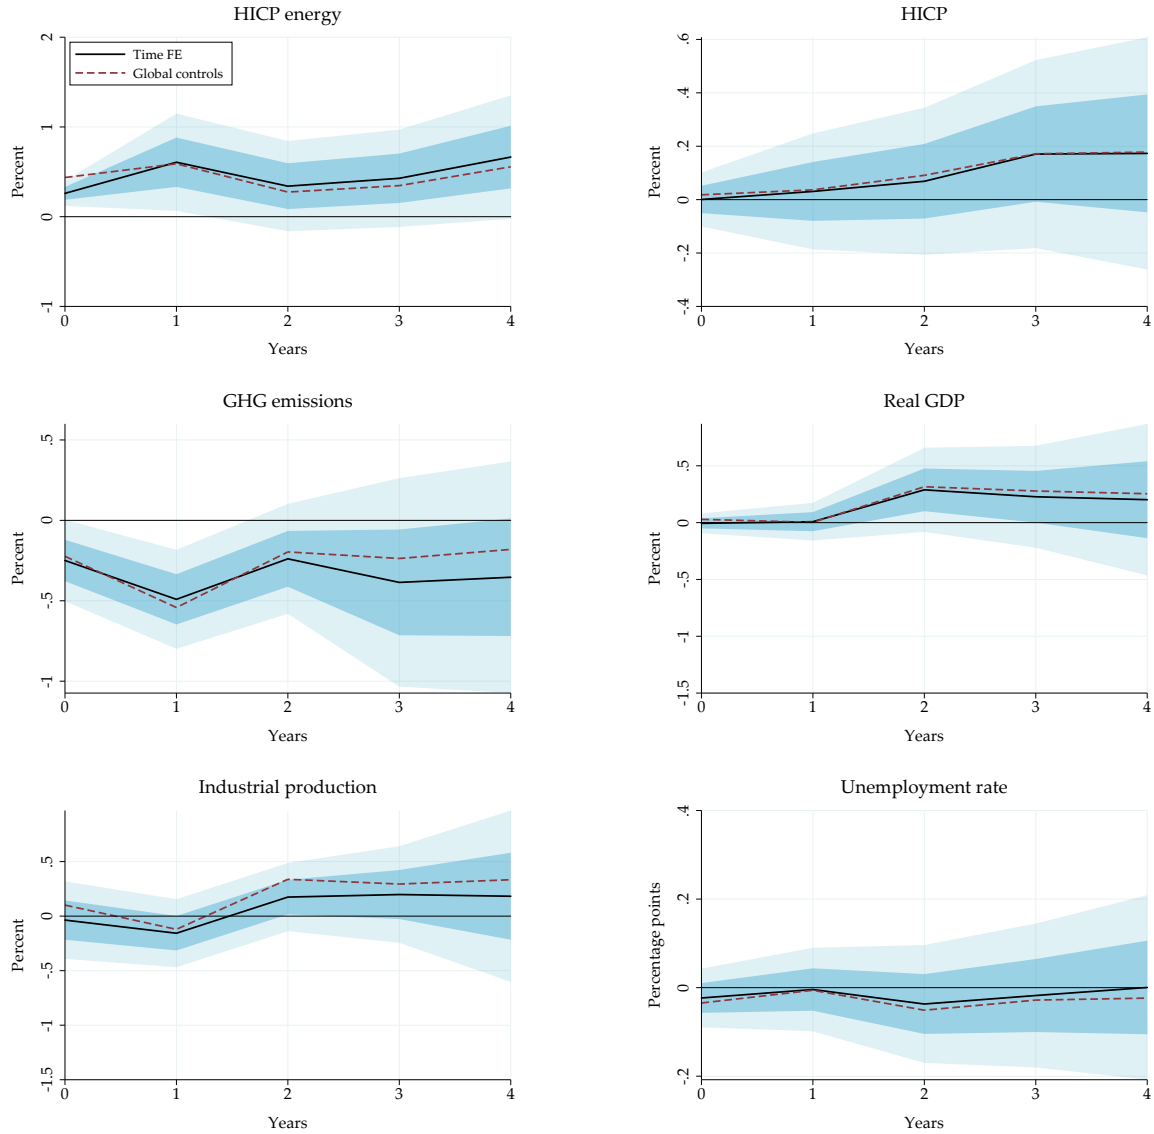 HICP energy
Percent
2
1
0
-1
Time FE
Global controls
0 1 2 3 4
Years
HICP
Percent
.6
.4
.2
0
-.2
-.4
0 1 2 3 4
Years
GHG emissions
Percent
.5
0
-.5
-1
0 1 2 3 4
Years
Real GDP
Percent
.5
0
-.5
-1
-1.5
0 1 2 3 4
Years
Industrial production
Percent
.5
0
-.5
-1
-1.5
0 1 2 3 4
Years
Unemployment rate
Percentage points
.4
.2
0
-.2
0 1 2 3 4
Years